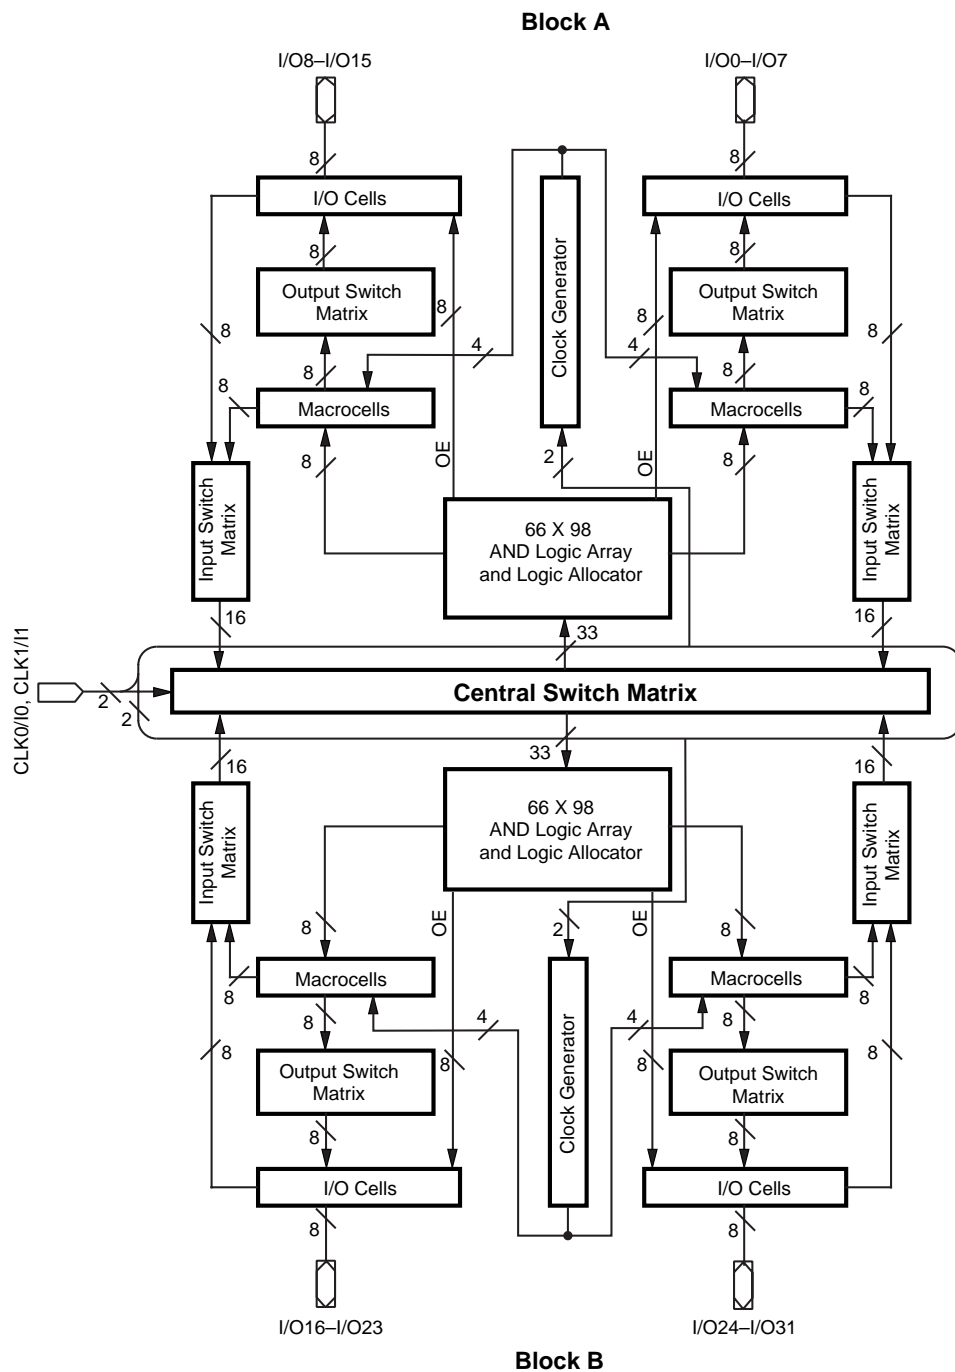 Block A
I/O8–I/O15
I/O0–I/O7
8
8
I/O Cells
I/O Cells
8
8
Output Switch
Matrix
Clock Generator
Output Switch
Matrix
8
8
8
8
4
4
8
8
8
8
Macrocells
Macrocells
OE
OE
8
2
8
Input Switch
Matrix
66 X 98
AND Logic Array
and Logic Allocator
Input Switch
Matrix
16
33
16
CLK0/I0, CLK1/I1
Central Switch Matrix
2
2
33
16
16
Input Switch
Matrix
66 X 98
AND Logic Array
and Logic Allocator
Input Switch
Matrix
8
OE
2
OE
8
Macrocells
Macrocells
8
8
8
8
4
4
8
8
8
8
Output Switch
Matrix
Clock Generator
Output Switch
Matrix
8
8
I/O Cells
I/O Cells
8
8
I/O16–I/O23
I/O24–I/O31
Block B